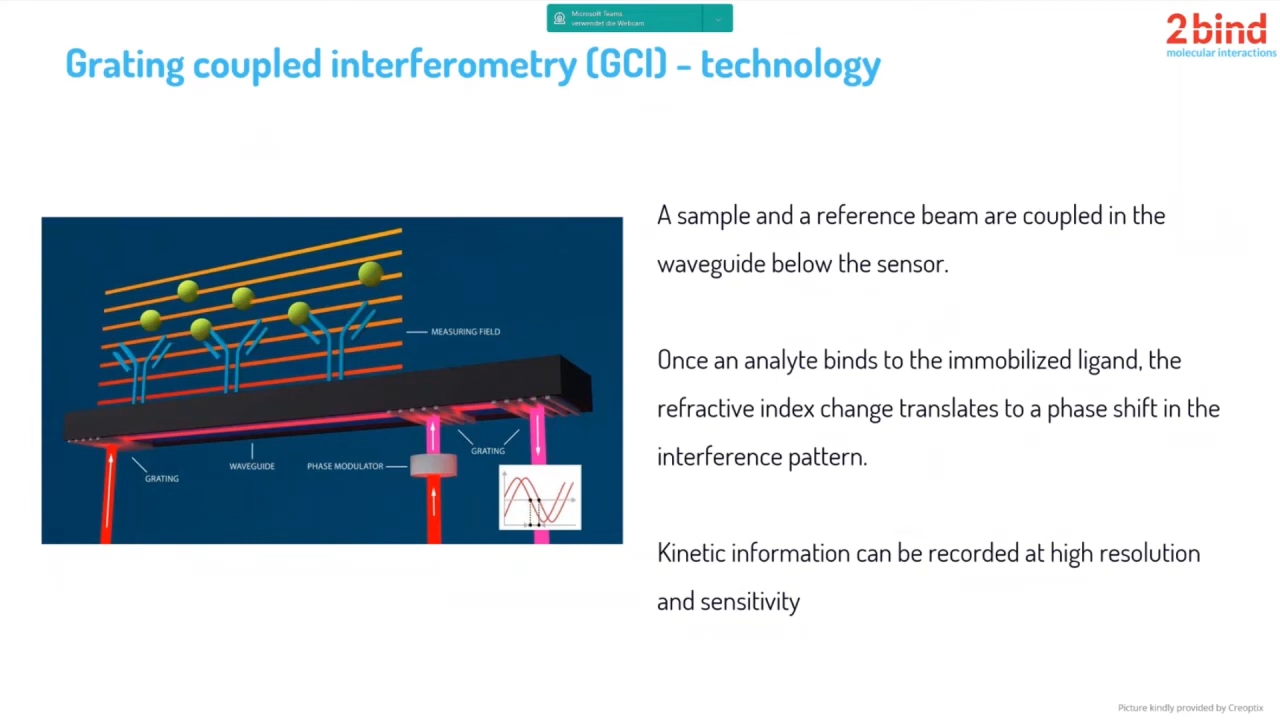 Microsoft Teams
verwendet die Webcam
2bind
molecular interactions
Grating coupled interferometry (GCI) - technology
A sample and a reference beam are coupled in the
waveguide below the sensor.
Once an analyte binds to the immobilized ligand, the
refractive index change translates to a phase shift in the
interference pattern.
Kinetic information can be recorded at high resolution
and sensitivity
MEASURING FIELD
GRATING
WAVEGUIDE
PHASE MODULATOR
GRATING
Picture kindly provided by Creoptix